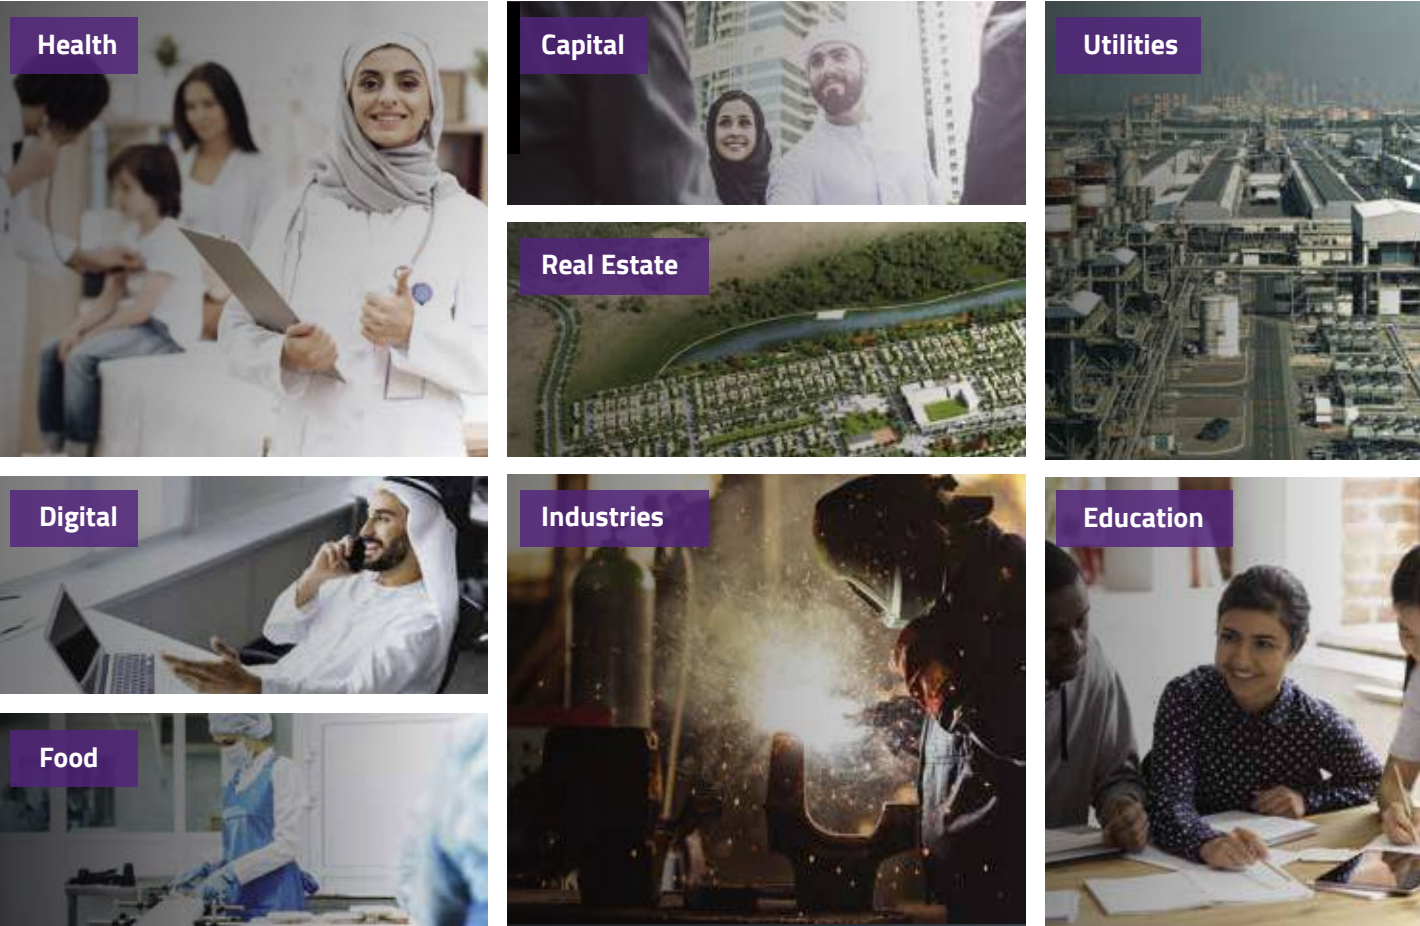 Health
Capital
Utilities
Real Estate
Digital
Industries
Education
Food